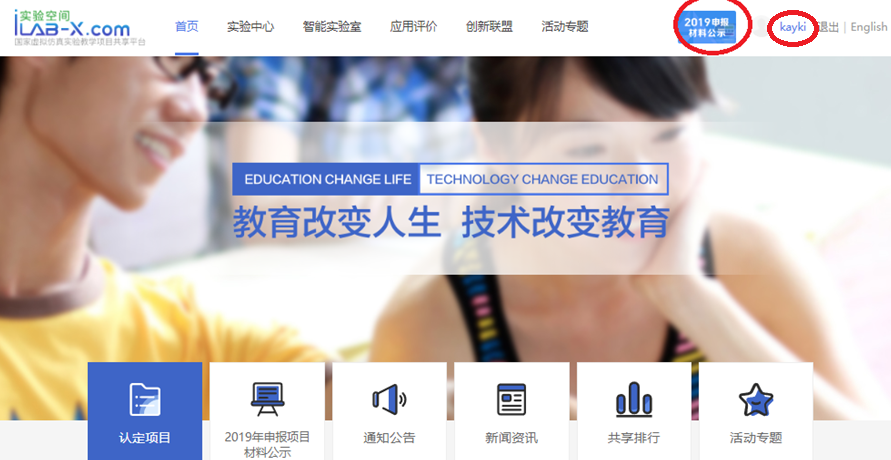 实验空间
iLAB-X.com
国家虚拟仿真实验教学项目共享平台
首页
实验中心
智能实验室
应用评价
创新联盟
活动专题
2019申报
材料公示
kayki
退出 | English
EDUCATION CHANGE LIFE
TECHNOLOGY CHANGE EDUCATION
教育改变人生 技术改变教育
认定项目
2019年申报项目
材料公示
通知公告
新闻资讯
共享排行
活动专题